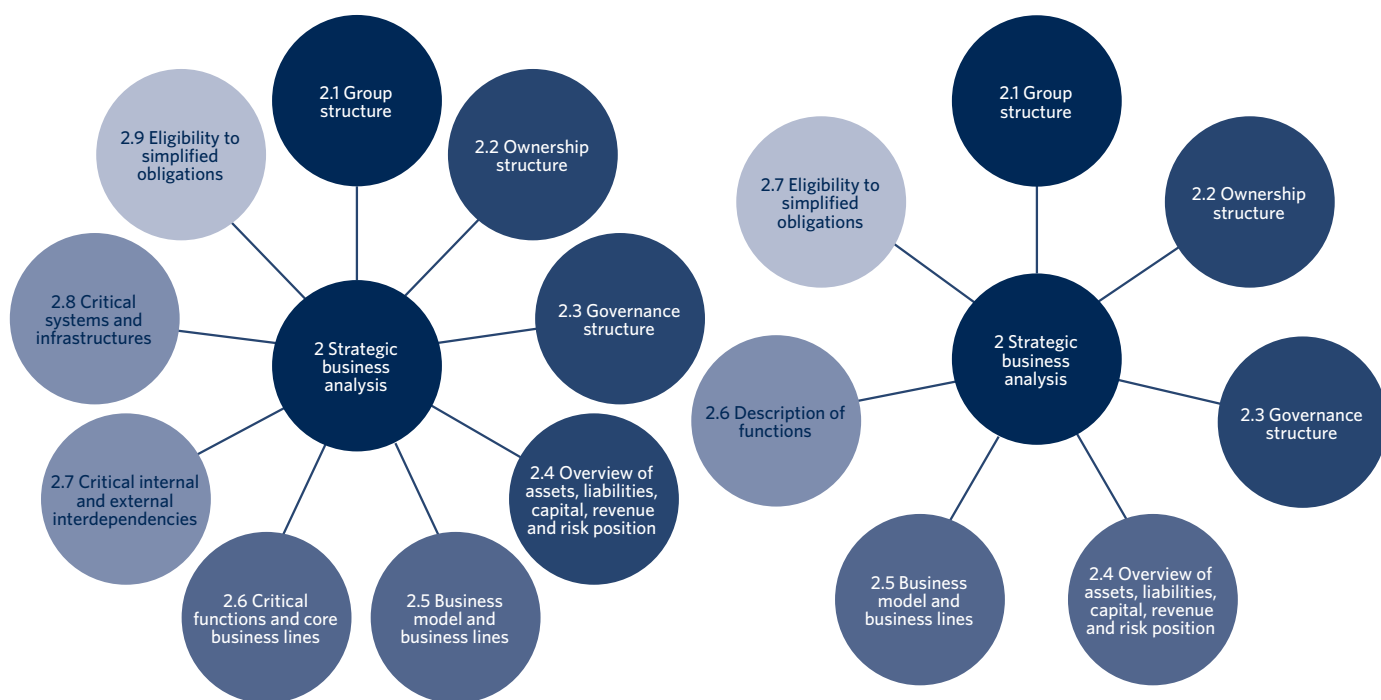 2.1 Group
structure
2.2 Ownership
structure
2.3 Governance
structure
2.4 Overview of
assets, liabilities,
capital, revenue
and risk position
2.5 Business
model and
business lines
2.6 Critical
functions and core
business lines
2.7 Critical internal
and external
interdependencies
2.8 Critical
systems and
infrastructures
2.9 Eligibility to
simplified
obligations
2 Strategic
business
analysis
2.1 Group
structure
2.2 Ownership
structure
2.3 Governance
structure
2.4 Overview of
assets, liabilities,
capital, revenue
and risk position
2.5 Business
model and
business lines
2.6 Description of
functions
2.7 Eligibility to
simplified
obligations
2 Strategic
business
analysis